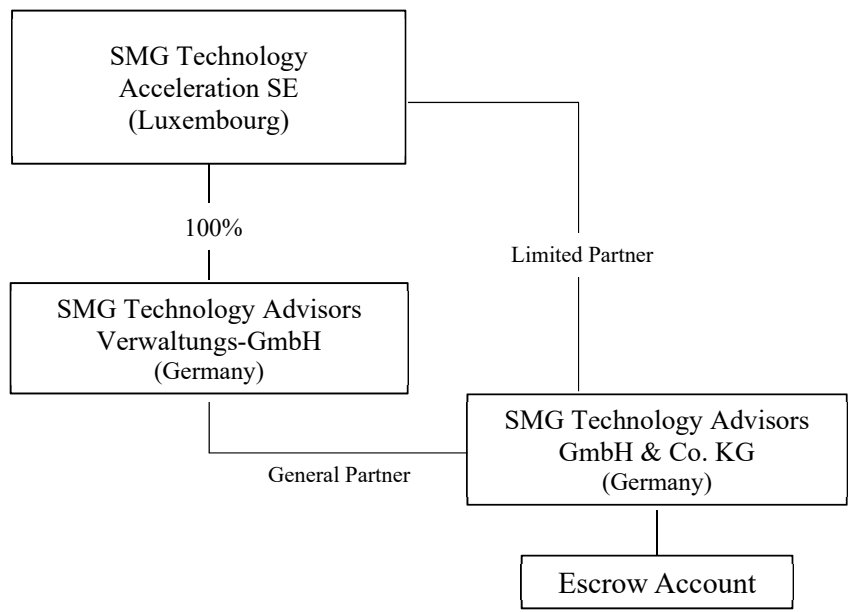 SMG Technology
Acceleration SE
(Luxembourg)
100%
Limited Partner
SMG Technology Advisors
Verwaltungs-GmbH
(Germany)
SMG Technology Advisors
GmbH & Co. KG
(Germany)
General Partner
Escrow Account